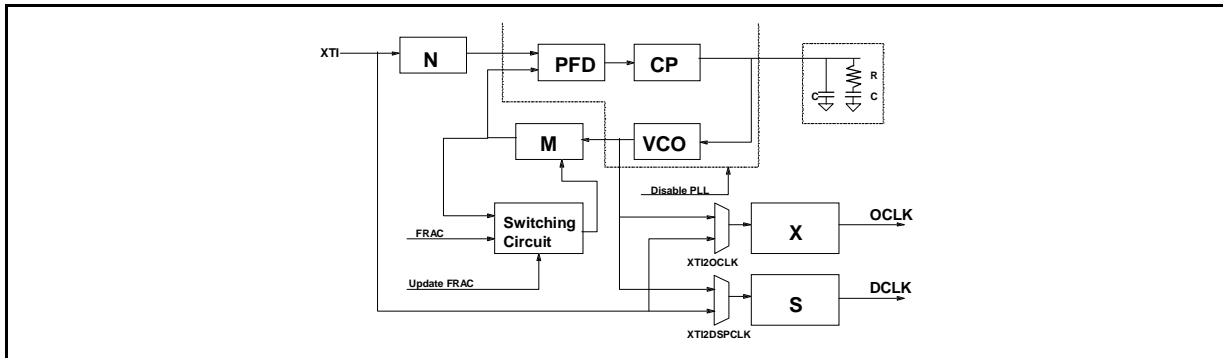 XTI
N
PFD
CP
R
C
C
M
VCO
Disable PLL
Switching
Circuit
FRAC
Update FRAC
XTI2OCLK
X
OCLK
XTI2DSPCLK
S
DCLK